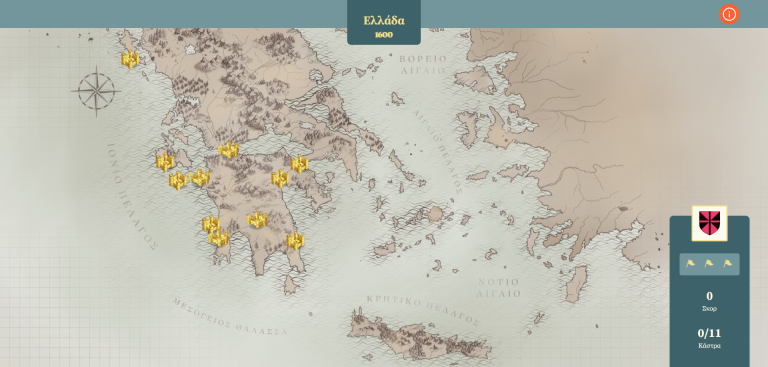 Ελλάδα
1600
ΒΟΡΕΙΟ
ΑΙΓΑΙΟ
ΑΙΓΑΙΟ ΠΕΛΑΓΟΣ
ΙΟΝΙΟ ΠΕΛΑΓΟΣ
ΝΟΤΙΟ
ΑΙΓΑΙΟ
ΚΡΗΤΙΚΟ ΠΕΛΑΓΟΣ
ΜΕΣΟΓΕΙΟΣ ΘΑΛΑΣΣΑ
0
Σκορ
0/11
Κάστρα